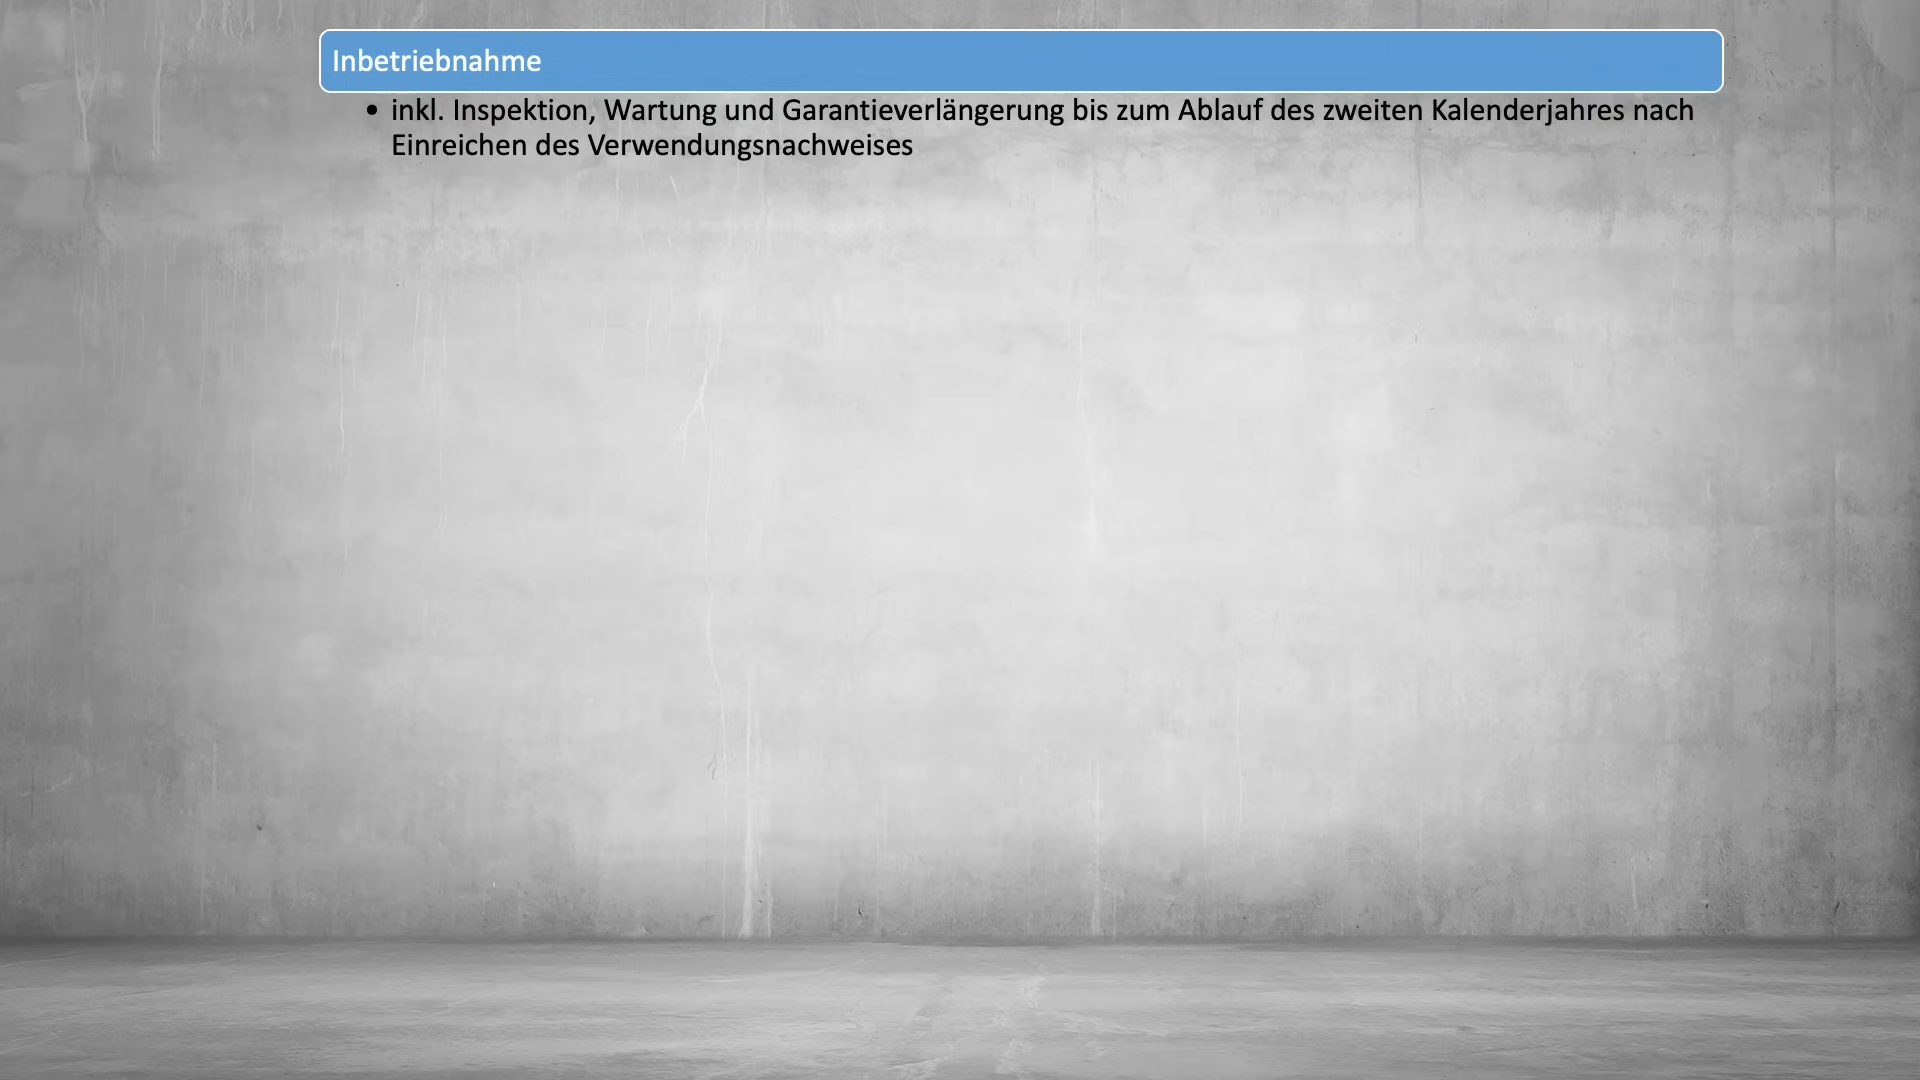 Inbetriebnahme
• inkl. Inspektion, Wartung und Garantieverlängerung bis zum Ablauf des zweiten Kalenderjahres nach
Einreichen des Verwendungsnachweises